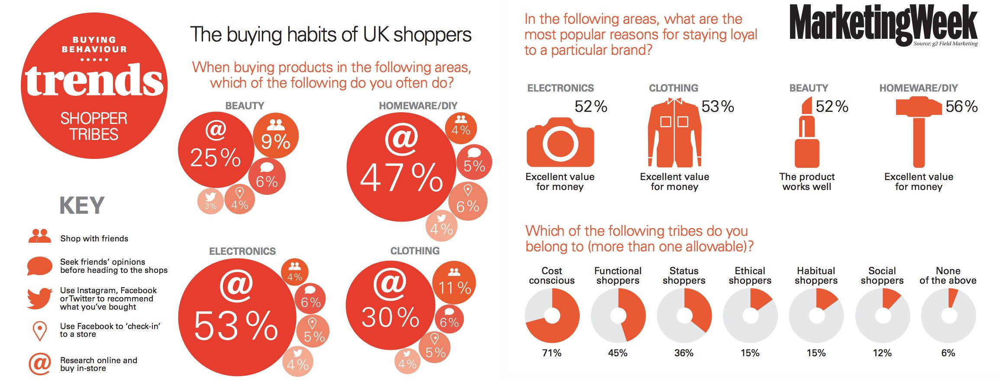 BUYING
BEHAVIOUR
trends
SHOPPER
TRIBES
KEY
Shop with friends
Seek friends’ opinions
before heading to the shops
Use Instagram, Facebook
or Twitter to recommend
what you’ve bought
Use Facebook to ‘check-in’
to a store
@
Research online and
buy in-store
The buying habits of UK shoppers
When buying products in the following areas,
which of the following do you often do?
BEAUTY
@
25%
9%
6%
4%
3%
HOMEWARE/DIY
@
47%
4%
5%
6%
4%
ELECTRONICS
@
53%
4%
6%
5%
4%
CLOTHING
@
30%
11%
6%
5%
4%
In the following areas, what are the
most popular reasons for staying loyal
to a particular brand?
MarketingWeek
Source: g2 Field Marketing
ELECTRONICS
52%
Excellent value
for money
CLOTHING
53%
Excellent value
for money
BEAUTY
52%
The product
works well
HOMEWARE/DIY
56%
Excellent value
for money
Which of the following tribes do you
belong to (more than one allowable)?
Cost
conscious
71%
Functional
shoppers
45%
Status
shoppers
36%
Ethical
shoppers
15%
Habitual
shoppers
15%
Social
shoppers
12%
None
of the above
6%